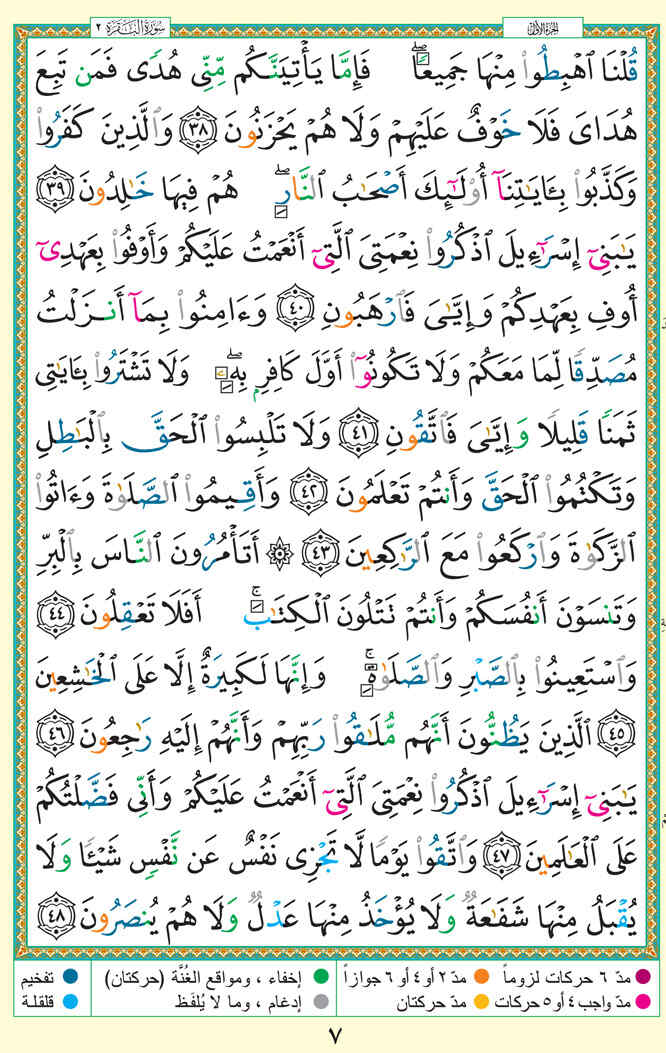 سُورَةُ البَقَرَةِ ٢
الجزء الأول
قُلۡنَا ٱهۡبِطُواْ مِنۡهَا جَمِيعٗاۖ فَإِمَّا يَأۡتِيَنَّكُم مِّنِّي هُدٗى فَمَن تَبِعَ
هُدَايَ فَلَا خَوۡفٌ عَلَيۡهِمۡ وَلَا هُمۡ يَحۡزَنُونَ ٣٨ وَٱلَّذِينَ كَفَرُواْ
وَكَذَّبُواْ بِـَٔايَٰتِنَآ أُوْلَٰٓئِكَ أَصۡحَٰبُ ٱلنَّارِۖ هُمۡ فِيهَا خَٰلِدُونَ ٣٩
يَٰبَنِيٓ إِسۡرَٰٓءِيلَ ٱذۡكُرُواْ نِعۡمَتِيَ ٱلَّتِيٓ أَنۡعَمۡتُ عَلَيۡكُمۡ وَأَوۡفُواْ بِعَهۡدِيٓ
أُوفِ بِعَهۡدِكُمۡ وَإِيَّٰيَ فَٱرۡهَبُونِ ٤٠ وَءَامِنُواْ بِمَآ أَنزَلۡتُ
مُصَدِّقٗا لِّمَا مَعَكُمۡ وَلَا تَكُونُوٓاْ أَوَّلَ كَافِرِۭ بِهِۦۖ وَلَا تَشۡتَرُواْ بِـَٔايَٰتِي
ثَمَنٗا قَلِيلٗا وَإِيَّٰيَ فَٱتَّقُونِ ٤١ وَلَا تَلۡبِسُواْ ٱلۡحَقَّ بِٱلۡبَٰطِلِ
وَتَكۡتُمُواْ ٱلۡحَقَّ وَأَنتُمۡ تَعۡلَمُونَ ٤٢ وَأَقِيمُواْ ٱلصَّلَوٰةَ وَءَاتُواْ
ٱلزَّكَوٰةَ وَٱرۡكَعُواْ مَعَ ٱلرَّٰكِعِينَ ٤٣ ۞ أَتَأۡمُرُونَ ٱلنَّاسَ بِٱلۡبِرِّ
وَتَنسَوۡنَ أَنفُسَكُمۡ وَأَنتُمۡ تَتۡلُونَ ٱلۡكِتَٰبَۚ أَفَلَا تَعۡقِلُونَ ٤٤
وَٱسۡتَعِينُواْ بِٱلصَّبۡرِ وَٱلصَّلَوٰةِۚ وَإِنَّهَا لَكَبِيرَةٌ إِلَّا عَلَى ٱلۡخَٰشِعِينَ
٤٥ ٱلَّذِينَ يَظُنُّونَ أَنَّهُم مُّلَٰقُواْ رَبِّهِمۡ وَأَنَّهُمۡ إِلَيۡهِ رَٰجِعُونَ ٤٦
يَٰبَنِيٓ إِسۡرَٰٓءِيلَ ٱذۡكُرُواْ نِعۡمَتِيَ ٱلَّتِيٓ أَنۡعَمۡتُ عَلَيۡكُمۡ وَأَنِّي فَضَّلۡتُكُمۡ
عَلَى ٱلۡعَٰلَمِينَ ٤٧ وَٱتَّقُواْ يَوۡمٗا لَّا تَجۡزِي نَفۡسٌ عَن نَّفۡسٖ شَيۡـٔٗا وَلَا
يُقۡبَلُ مِنۡهَا شَفَٰعَةٞ وَلَا يُؤۡخَذُ مِنۡهَا عَدۡلٞ وَلَا هُمۡ يُنصَرُونَ ٤٨
مدّ ٦ حركات لزوماً مدّ ٢ أو ٤ أو ٦ جوازاً إخفاء ، ومواقع الغُنَّة (حركتان) تفخيم
مدّ واجب ٤ أو ٥ حركات مدّ حركتان إدغام ، وما لا يُلفَظ قلقلة
٧